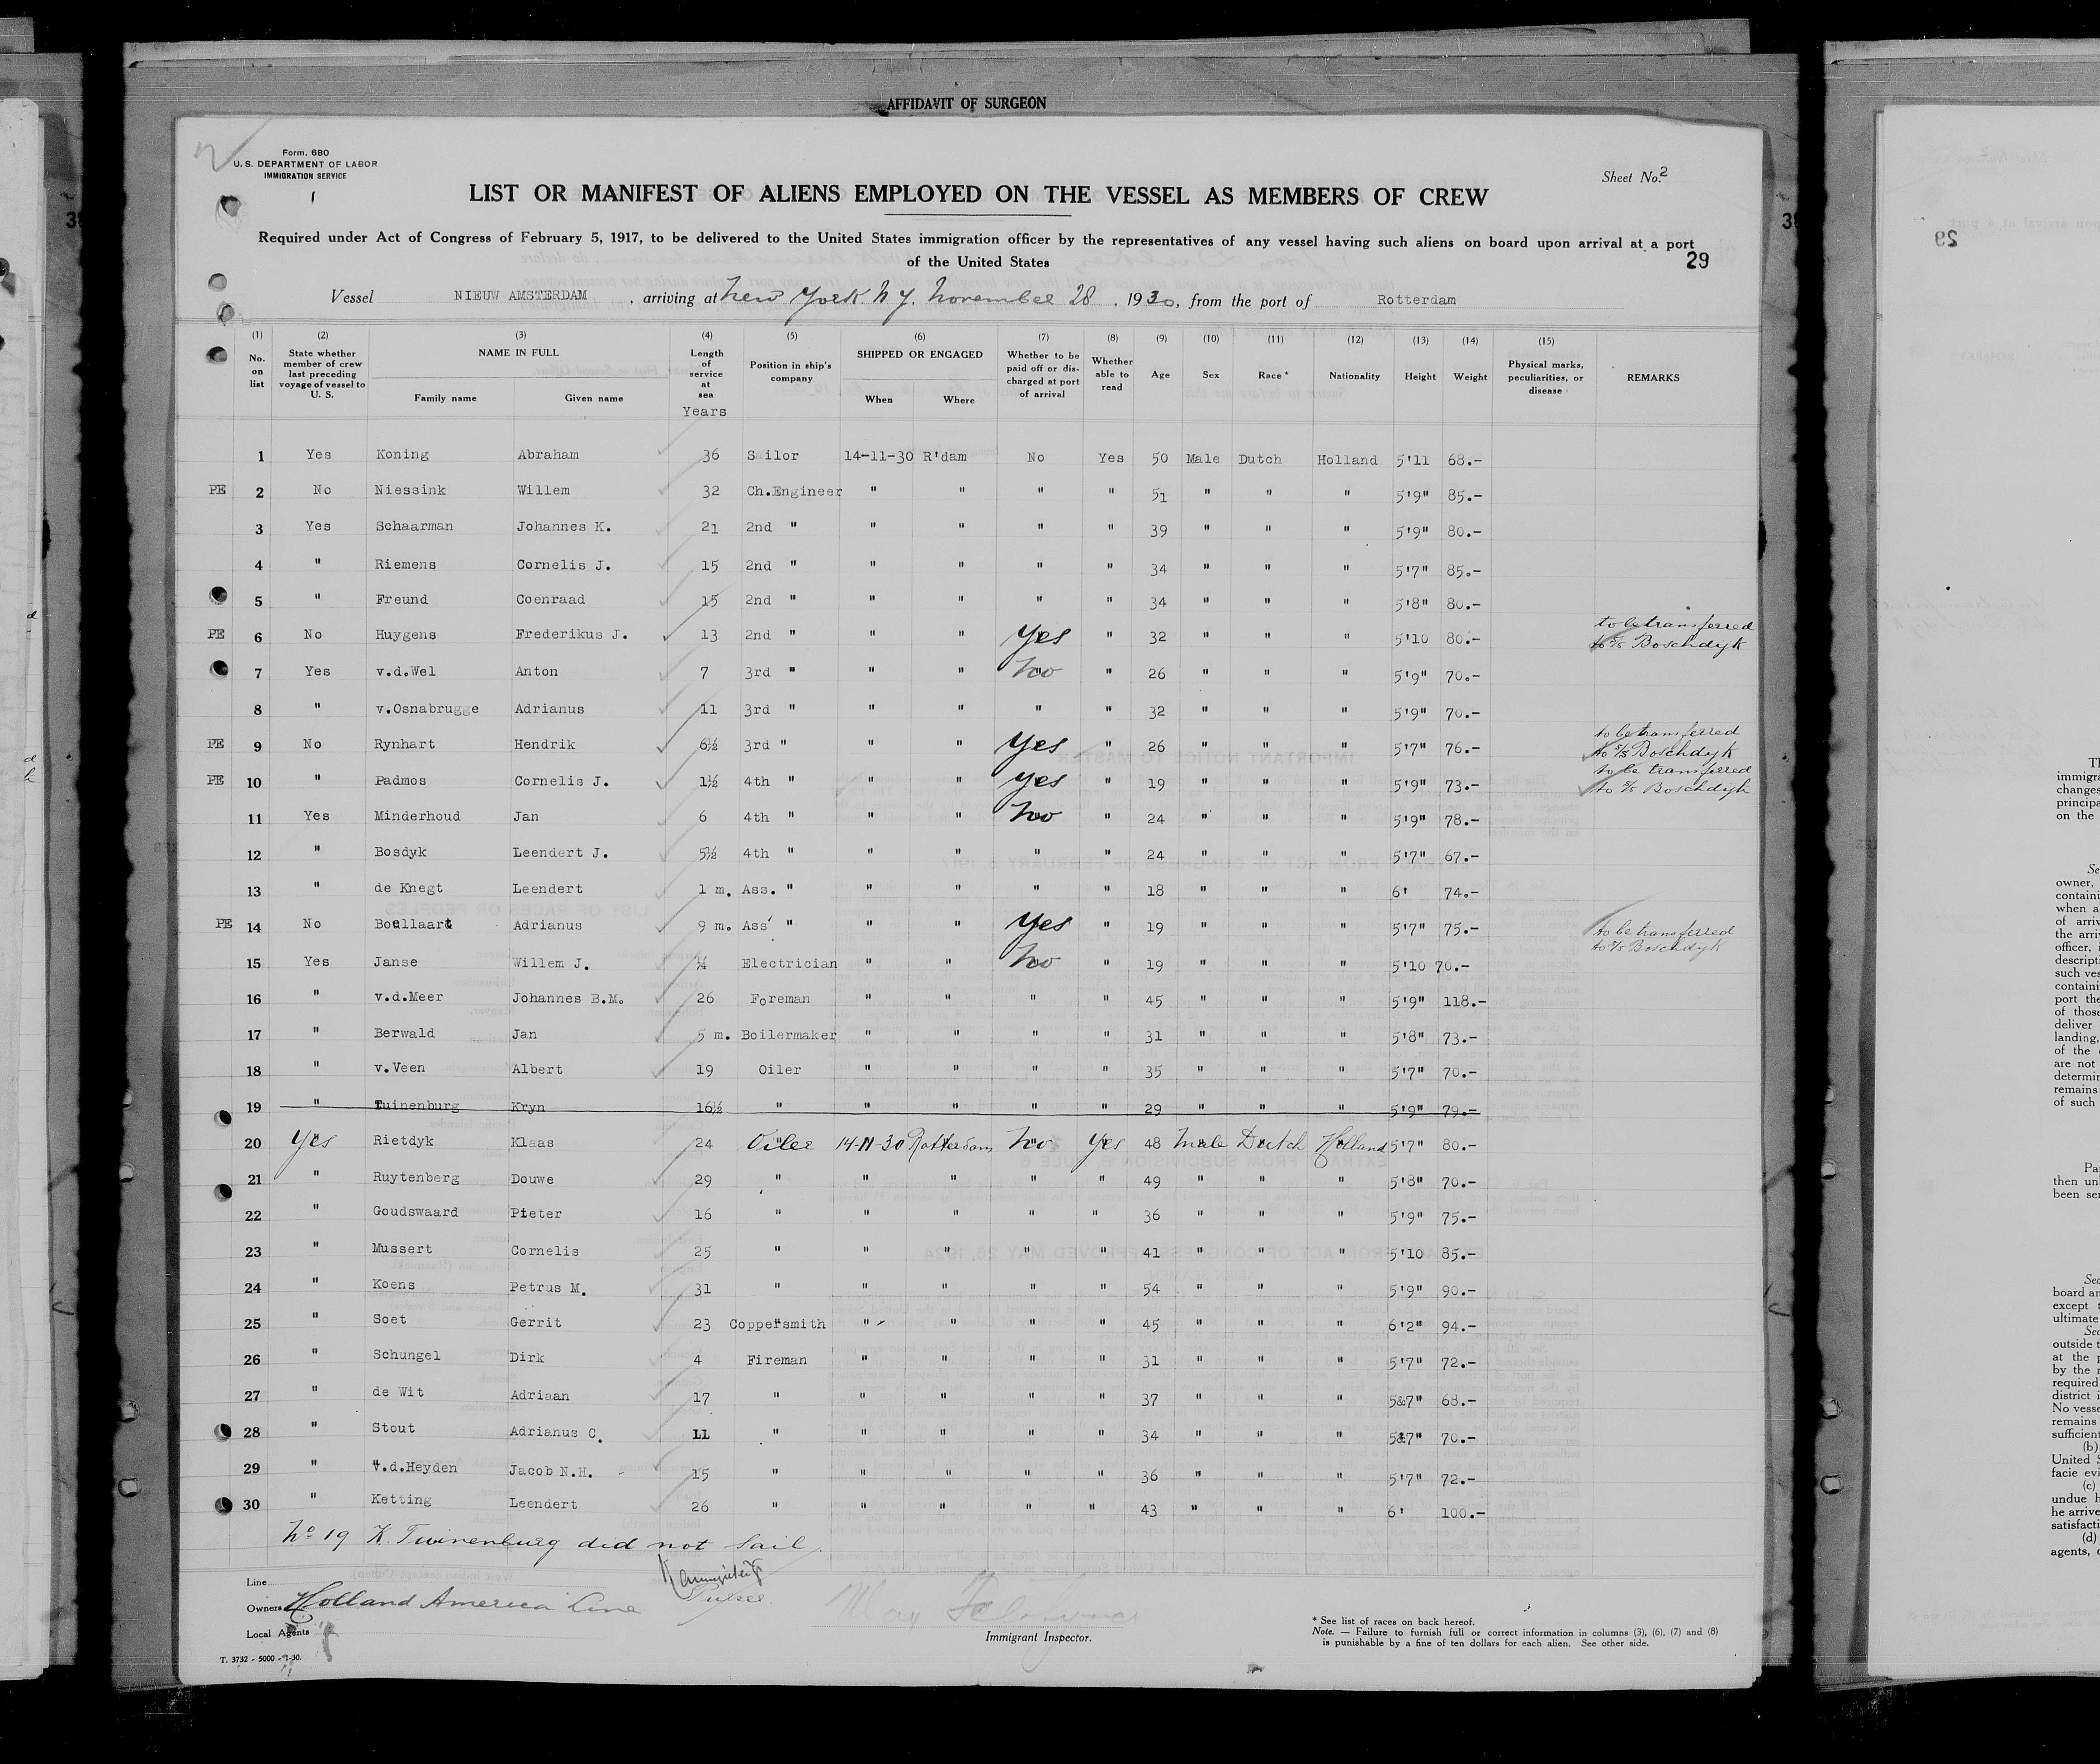 AFFIDAVIT OF SURGEON
Form. 680
U. S. DEPARTMENT OF LABOR
IMMIGRATION SERVICE
1
Sheet No. 2
LIST OR MANIFEST OF ALIENS EMPLOYED ON THE VESSEL AS MEMBERS OF CREW
Required under Act of Congress of February 5, 1917, to be delivered to the United States immigration officer by the representatives of any vessel having such aliens on board upon arrival at a port
of the United States
29
Vessel NIEUW AMSTERDAM , arriving at New York N.Y. November 28 , 1930, from the port of Rotterdam
(1) No. on list
(2) State whether member of crew last preceding voyage of vessel to U. S.
(3) NAME IN FULL Family name Given name
(4) Length of service at sea Years
(5) Position in ship's company
(6) SHIPPED OR ENGAGED When Where
(7) Whether to be paid off or discharged at port of arrival
(8) Whether able to read
(9) Age
(10) Sex
(11) Race *
(12) Nationality
(13) Height
(14) Weight
(15) Physical marks, peculiarities, or disease
REMARKS
1 Yes Koning Abraham 36 Sailor 14-11-30 R'dam No Yes 50 Male Dutch Holland 5'11 68.-
PE 2 No Niessink Willem 32 Ch.Engineer " " " " 51 " " " 5'9" 85.-
3 Yes Schaarman Johannes K. 21 2nd " " " " " 39 " " " 5'9" 80.-
4 " Riemens Cornelis J. 15 2nd " " " " " 34 " " " 5'7" 85.-
5 " Freund Coenraad 15 2nd " " " " " 34 " " " 5'8" 80.-
PE 6 No Huygens Frederikus J. 13 2nd " " " Yes " 32 " " " 5'10 80.- to be transferred to s/s Boschdyk
7 Yes v.d.Wel Anton 7 3rd " " " No " 26 " " " 5'9" 70.-
8 " v.Osnabrugge Adrianus 11 3rd " " " " " 32 " " " 5'9" 70.-
PE 9 No Rynhart Hendrik 6½ 3rd " " " Yes " 26 " " " 5'7" 76.- to be transferred to s/s Boschdyk
PE 10 " Padmos Cornelis J. 1½ 4th " " " Yes " 19 " " " 5'9" 73.- to be transferred to s/s Boschdyk
11 Yes Minderhoud Jan 6 4th " " " No " 24 " " " 5'9" 78.-
12 " Bosdyk Leendert J. 5½ 4th " " " " " 24 " " " 5'7" 67.-
13 " de Knegt Leendert 1 m. Ass. " " " " " 18 " " " 6' 74.-
PE 14 No Boellaart Adrianus 9 m. Ass " " " Yes " 19 " " " 5'7" 75.- to be transferred to s/s Boschdyk
15 Yes Janse Willem J. ¼ Electrician " " No " 19 " " " 5'10 70.-
16 " v.d.Meer Johannes B.M. 26 Foreman " " " " 45 " " " 5'9" 118.-
17 " Berwald Jan 5 m. Boilermaker " " " " 31 " " " 5'8" 73.-
18 " v.Veen Albert 19 Oiler " " " " 35 " " " 5'7" 70.-
19 " Tuinenburg Kryn 16½ " " " " " 29 " " " 5'9" 79.-
20 Yes Rietdyk Klaas 24 Oiler 14-11-30 Rotterdam No Yes 48 Male Dutch Holland 5'7" 80.-
21 " Ruytenberg Douwe 29 " " " " " 49 " " " 5'8" 70.-
22 " Goudswaard Pieter 16 " " " " " 36 " " " 5'9" 75.-
23 " Mussert Cornelis 25 " " " " " 41 " " " 5'10 85.-
24 " Koens Petrus M. 31 " " " " " 54 " " " 5'9" 90.-
25 " Soet Gerrit 23 Coppersmith " " " " 45 " " " 6'2" 94.-
26 " Schungel Dirk 4 Fireman " " " " 31 " " " 5'7" 72.-
27 " de Wit Adriaan 17 " " " " " 37 " " " 5'7" 68.-
28 " Stout Adrianus C. 11 " " " " " 34 " " " 5'7" 70.-
29 " v.d.Heyden Jacob N.H. 15 " " " " " 36 " " " 5'7" 72.-
30 " Ketting Leendert 26 " " " " " 43 " " " 6' 100.-
No 19 K. Tuinenburg did not sail.
Line
Owners Holland America Line
Local Agents
Purser
Immigrant Inspector.
* See list of races on back hereof.
Note. — Failure to furnish full or correct information in columns (3), (6), (7) and (8)
is punishable by a fine of ten dollars for each alien. See other side.
T. 3732 - 5000 - 9-30.